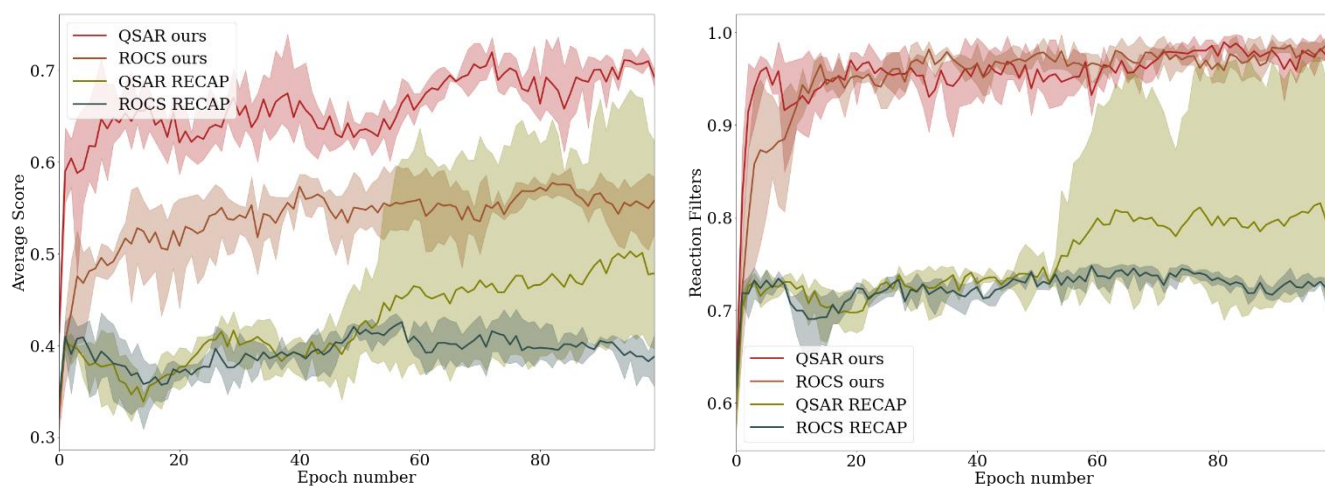 QSAR ours
ROCS ours
QSAR RECAP
ROCS RECAP
0.7
0.6
0.5
0.4
0.3
Average Score
0 20 40 60 80
Epoch number
1.0
0.9
0.8
0.7
0.6
Reaction Filters
QSAR ours
ROCS ours
QSAR RECAP
ROCS RECAP
0 20 40 60 80
Epoch number